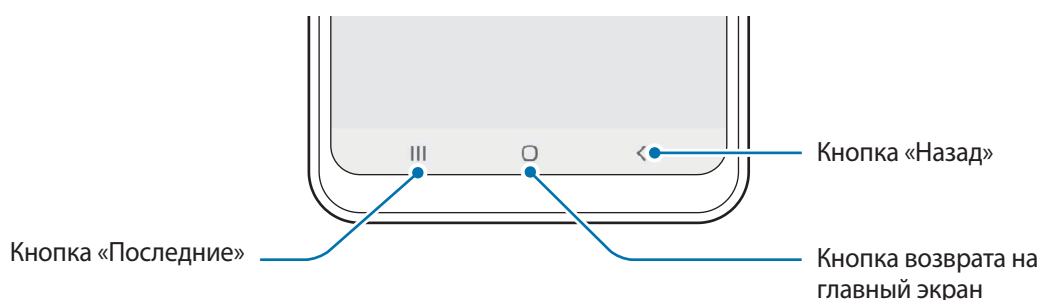 Кнопка «Назад»
Кнопка «Последние»
Кнопка возврата на
главный экран